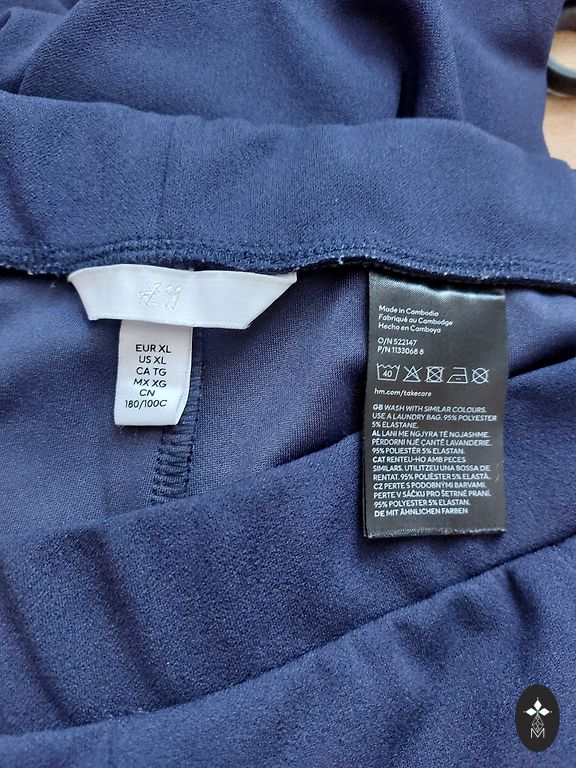 H&M
EUR XL
US XL
CA TG
MX XG
CN
180/100C
Made in Cambodia
Fabriqué au Cambodge
Hecho en Camboya
O/N 522147
P/N 1133068 8
40
hm.com/takecare
GB WASH WITH SIMILAR COLOURS.
USE A LAUNDRY BAG. 95% POLYESTER
5% ELASTANE.
AL LANI ME NGJYRA TË NGJASHME.
PËRDORNI NJË ÇANTË LAVANDERIE.
95% POLIESTËR 5% ELASTAN.
CAT RENTEU-HO AMB PECES
SIMILARS. UTILITZEU UNA BOSSA DE
RENTAT. 95% POLIÈSTER 5% ELASTÀ.
CZ PERTE S PODOBNÝMI BARVAMI.
PERTE V SÁČKU PRO ŠETRNÉ PRANÍ.
95% POLYESTER 5% ELASTAN.
DE MIT ÄHNLICHEN FARBEN
M